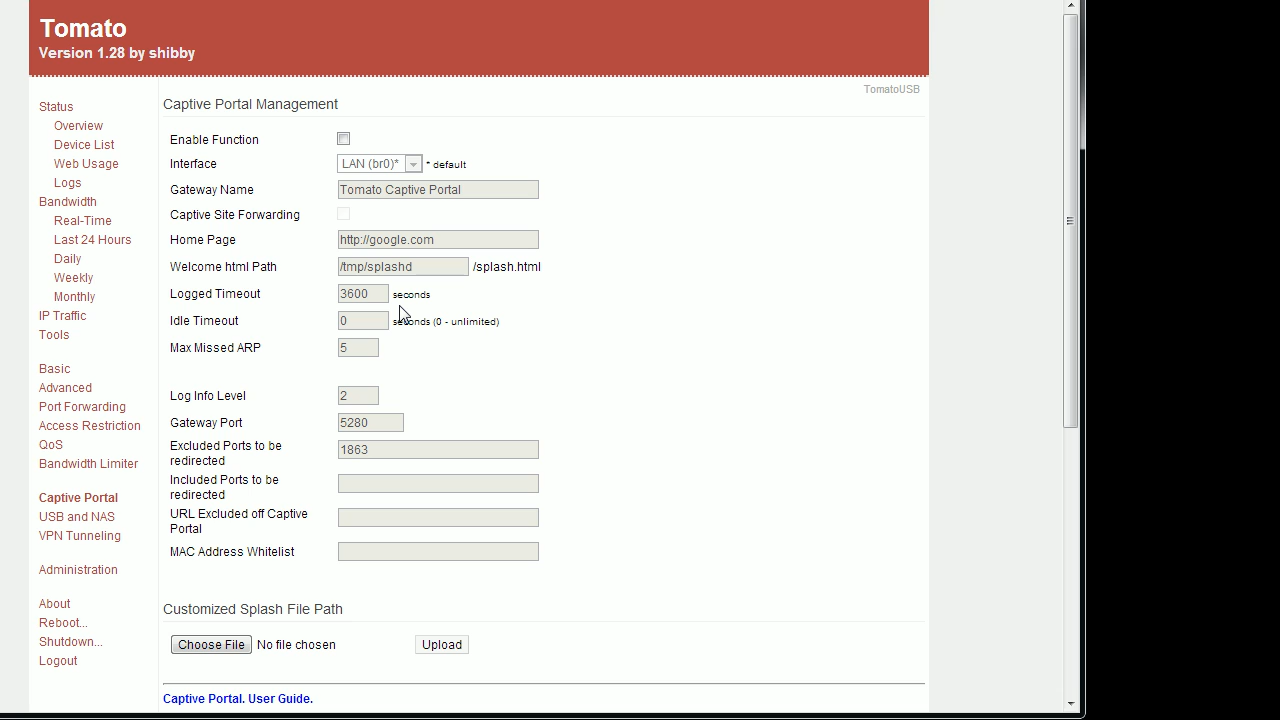 Tomato
Version 1.28 by shibby
TomatoUSB
Status
Overview
Device List
Web Usage
Logs
Bandwidth
Real-Time
Last 24 Hours
Daily
Weekly
Monthly
IP Traffic
Tools
Basic
Advanced
Port Forwarding
Access Restriction
QoS
Bandwidth Limiter
Captive Portal
USB and NAS
VPN Tunneling
Administration
About
Reboot...
Shutdown...
Logout
Captive Portal Management
Enable Function
Interface LAN (br0)* * default
Gateway Name Tomato Captive Portal
Captive Site Forwarding
Home Page http://google.com
Welcome html Path /tmp/splashd /splash.html
Logged Timeout 3600 seconds
Idle Timeout 0 seconds (0 - unlimited)
Max Missed ARP 5
Log Info Level 2
Gateway Port 5280
Excluded Ports to be
redirected 1863
Included Ports to be
redirected
URL Excluded off Captive
Portal
MAC Address Whitelist
Customized Splash File Path
Choose File No file chosen Upload
Captive Portal. User Guide.